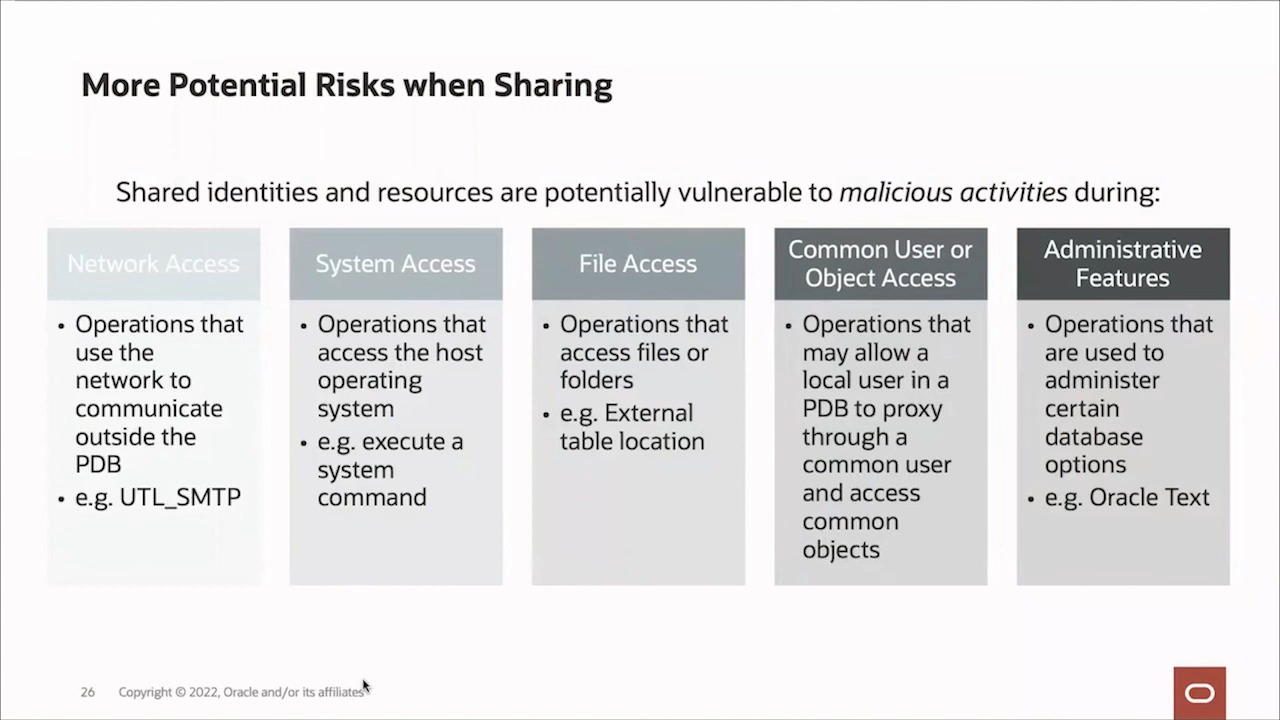 More Potential Risks when Sharing
Shared identities and resources are potentially vulnerable to malicious activities during:
Network Access
• Operations that
use the
network to
communicate
outside the
PDB
• e.g. UTL_SMTP
System Access
• Operations that
access the host
operating
system
• e.g. execute a
system
command
File Access
• Operations that
access files or
folders
• e.g. External
table location
Common User or
Object Access
• Operations that
may allow a
local user in a
PDB to proxy
through a
common user
and access
common
objects
Administrative
Features
• Operations that
are used to
administer
certain
database
options
• e.g. Oracle Text
26 Copyright © 2022, Oracle and/or its affiliates